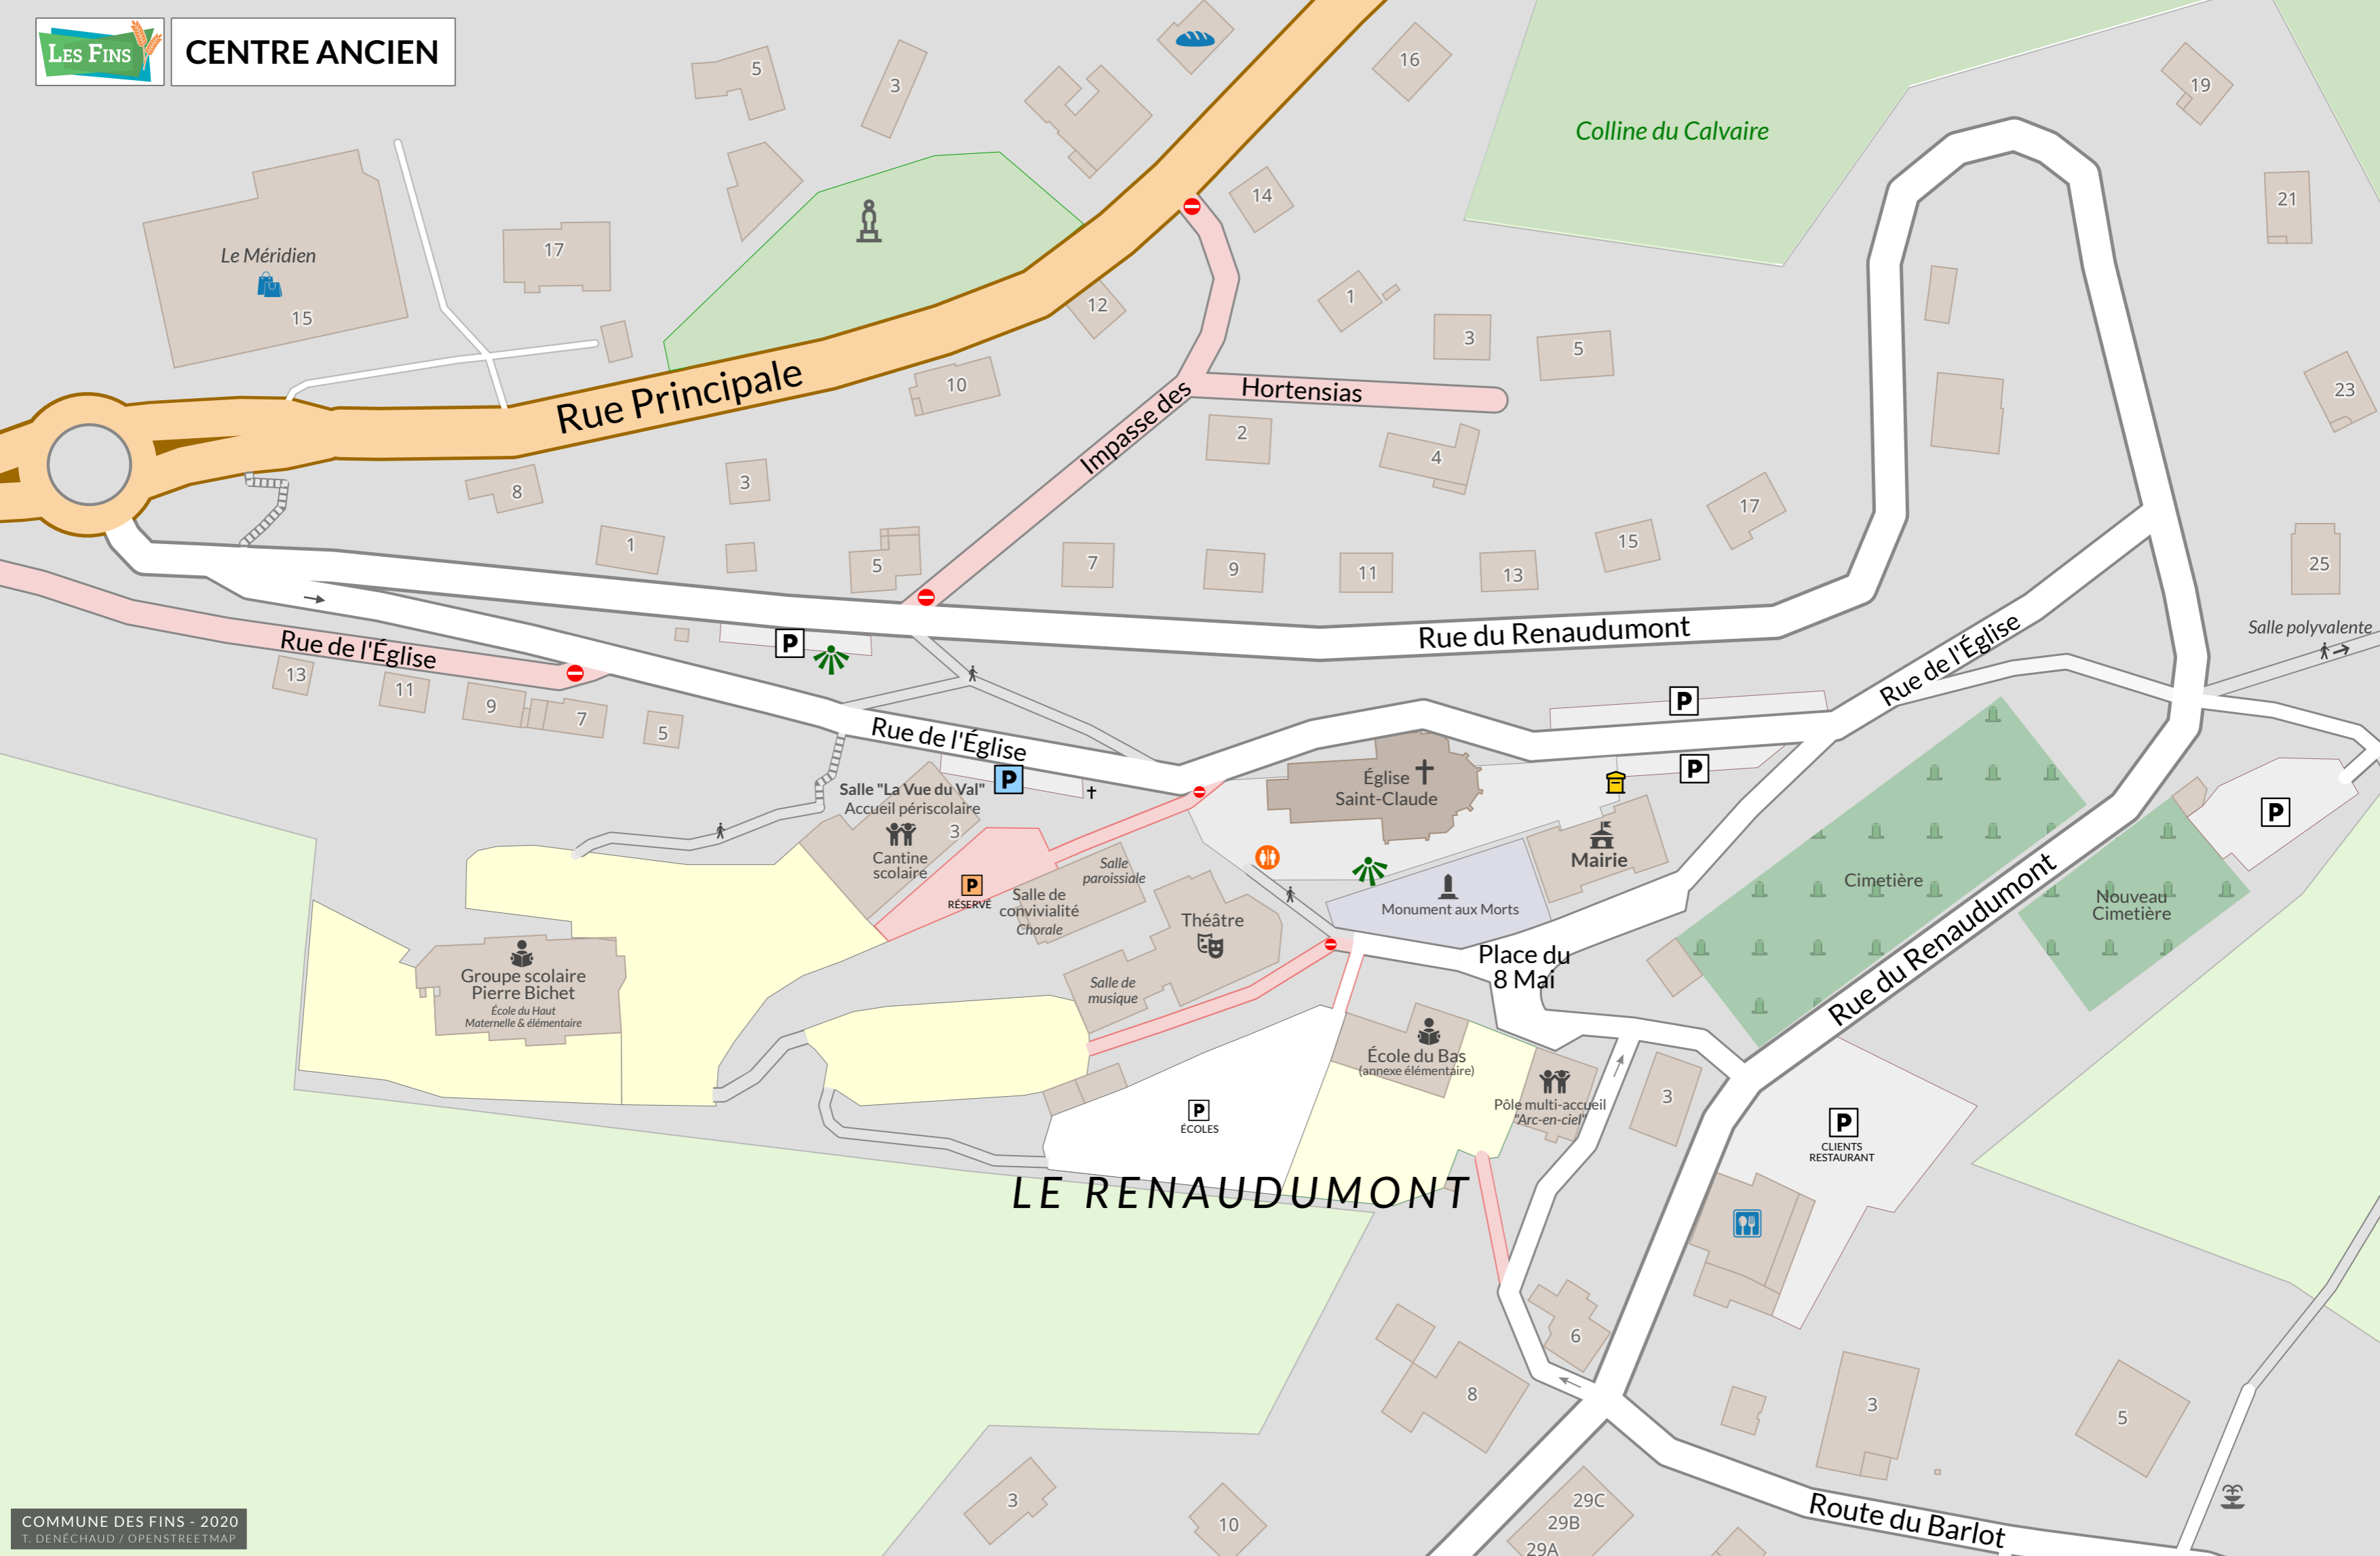 LES FINS
CENTRE ANCIEN
5
3
16
19
Colline du Calvaire
14
21
Le Méridien
15
17
12
1
3
5
23
Rue Principale
10
Hortensias
Impasse des
2
4
8
3
17
1
5
7
9
11
13
15
25
Rue du Renaudumont
Rue de l'Église
Salle polyvalente
P
Rue de l'Église
13
11
9
7
5
P
Rue de l'Église
P
P
P
Salle "La Vue du Val"
Accueil périscolaire
3
Cantine
scolaire
Église
Saint-Claude
P
Mairie
Salle
paroissiale
P
RÉSERVÉ
Salle de
convivialité
Chorale
Théâtre
Monument aux Morts
Cimetière
Nouveau
Cimetière
Place du
8 Mai
Rue du Renaudumont
Groupe scolaire
Pierre Bichet
École du Haut
Maternelle & élémentaire
Salle de
musique
École du Bas
(annexe élémentaire)
Pôle multi-accueil
"Arc-en-ciel"
3
P
ÉCOLES
P
CLIENTS
RESTAURANT
LE RENAUDUMONT
6
8
3
5
3
10
29C
29B
29A
Route du Barlot
COMMUNE DES FINS - 2020
T. DENÉCHAUD / OPENSTREETMAP